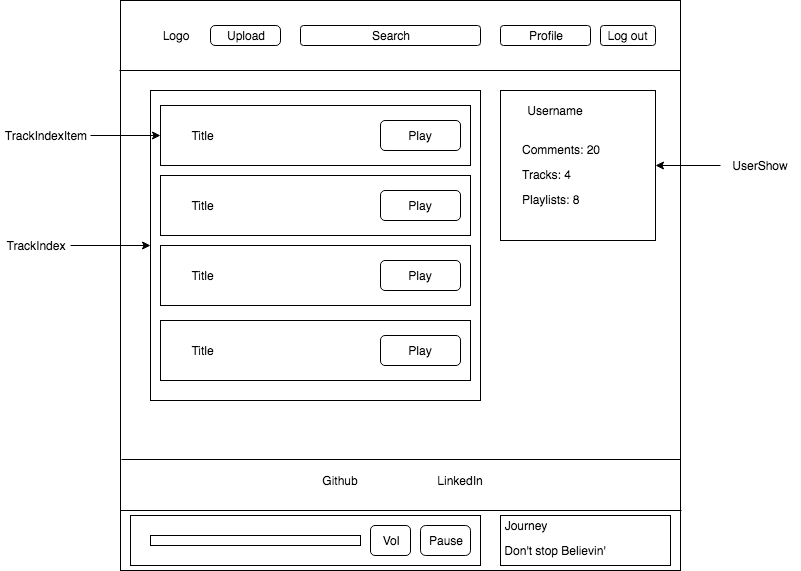 Logo
Upload
Search
Profile
Log out
TrackIndexItem
Title
Play
Username
Comments: 20
Tracks: 4
Playlists: 8
UserShow
Title
Play
TrackIndex
Title
Play
Title
Play
Github
LinkedIn
Vol
Pause
Journey
Don't stop Believin'